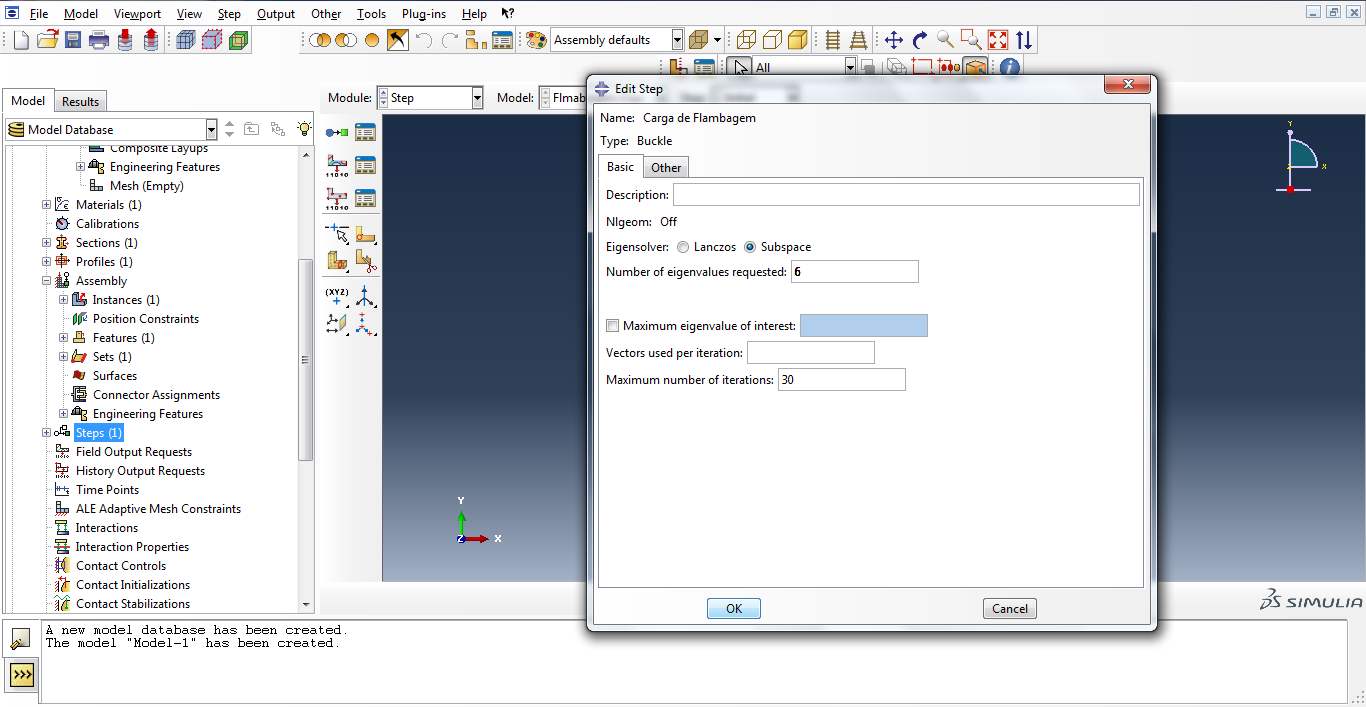 File Model Viewport View Step Output Other Tools Plug-ins Help
Assembly defaults
All
Model Results
Module: Step Model:
Model Database
Composite Layups
Engineering Features
Mesh (Empty)
Materials (1)
Calibrations
Sections (1)
Profiles (1)
Assembly
Instances (1)
Position Constraints
Features (1)
Sets (1)
Surfaces
Connector Assignments
Engineering Features
Steps (1)
Field Output Requests
History Output Requests
Time Points
ALE Adaptive Mesh Constraints
Interactions
Interaction Properties
Contact Controls
Contact Initializations
Contact Stabilizations
(XYZ)
Y
X
Z
Y
X
Edit Step
Name: Carga de Flambagem
Type: Buckle
Basic Other
Description:
Nlgeom: Off
Eigensolver: Lanczos Subspace
Number of eigenvalues requested: 6
Maximum eigenvalue of interest:
Vectors used per iteration:
Maximum number of iterations: 30
OK Cancel
SIMULIA
A new model database has been created.
The model "Model-1" has been created.
>>>